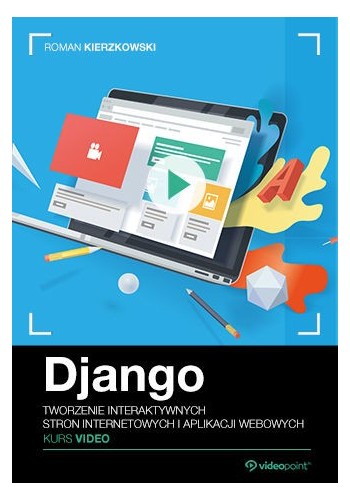 ROMAN KIERZKOWSKI
A
Django
TWORZENIE INTERAKTYWNYCH
STRON INTERNETOWYCH I APLIKACJI WEBOWYCH
KURS VIDEO
videopoint